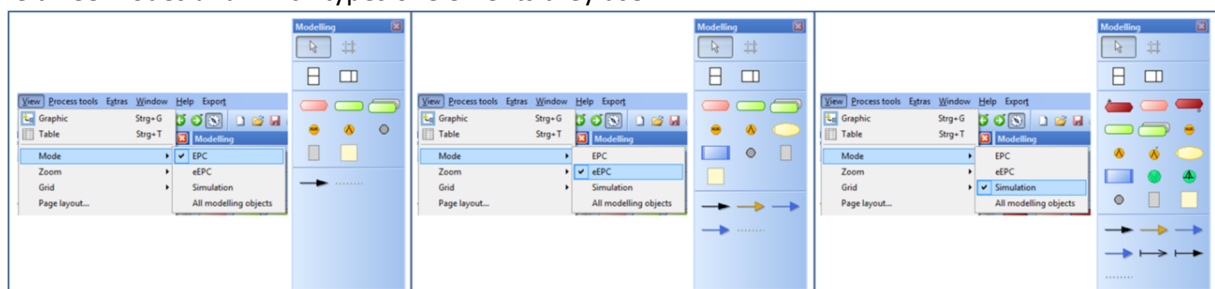 Modelling
View Process tools Extras Window Help Export
Graphic Strg+G
Table Strg+T
Modelling
Mode
EPC
Zoom
eEPC
Grid
Simulation
Page layout...
All modelling objects
Modelling
View Process tools Extras Window Help Export
Graphic Strg+G
Table Strg+T
Modelling
Mode
EPC
Zoom
eEPC
Grid
Simulation
Page layout...
All modelling objects
Modelling
View Process tools Extras Window Help Export
Graphic Strg+G
Table Strg+T
Modelling
Mode
EPC
Zoom
eEPC
Grid
Simulation
Page layout...
All modelling objects